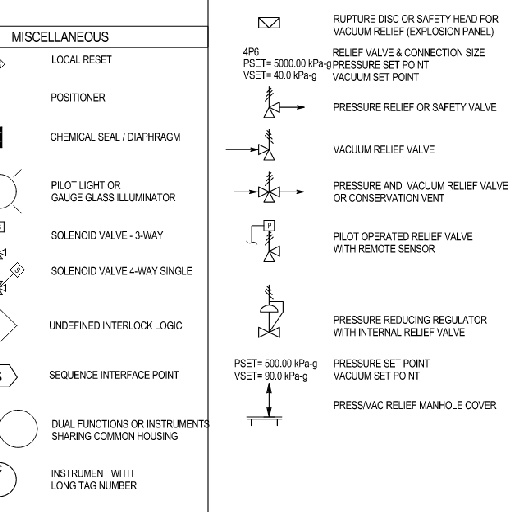 MISCELLANEOUS
LOCAL RESET
POSITIONER
CHEMICAL SEAL / DIAPHRAGM
PILOT LIGHT OR
GAUGE GLASS ILLUMINATOR
SOLENOID VALVE - 3-WAY
SOLENOID VALVE 4-WAY SINGLE
UNDEFINED INTERLOCK LOGIC
SEQUENCE INTERFACE POINT
DUAL FUNCTIONS OR INSTRUMENTS
SHARING COMMON HOUSING
INSTRUMENT WITH
LONG TAG NUMBER
RUPTURE DISC OR SAFETY HEAD FOR
VACUUM RELIEF (EXPLOSION PANEL)
4P6 RELIEF VALVE & CONNECTION SIZE
PSET= 5000.00 kPa-g PRESSURE SET POINT
VSET= 40.0 kPa-g VACUUM SET POINT
PRESSURE RELIEF OR SAFETY VALVE
VACUUM RELIEF VALVE
PRESSURE AND VACUUM RELIEF VALVE
OR CONSERVATION VENT
P
PILOT OPERATED RELIEF VALVE
WITH REMOTE SENSOR
PRESSURE REDUCING REGULATOR
WITH INTERNAL RELIEF VALVE
PSET= 500.00 kPa-g PRESSURE SET POINT
VSET= 90.0 kPa-g VACUUM SET POINT
PRESS/VAC RELIEF MANHOLE COVER